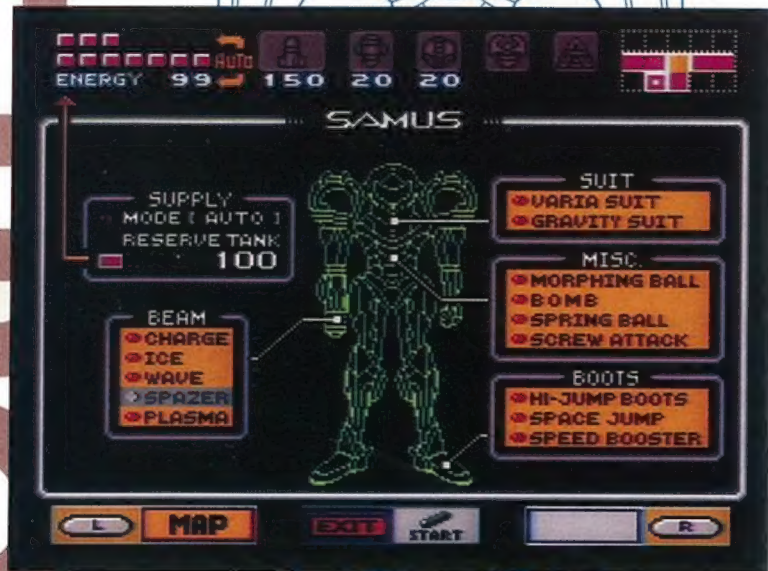 AUTO
ENERGY 99 150 20 20
SAMUS
SUPPLY
MODE [ AUTO ]
RESERVE TANK
100
BEAM
CHARGE
ICE
WAVE
SPAZER
PLASMA
SUIT
VARIA SUIT
GRAVITY SUIT
MISC.
MORPHING BALL
BOMB
SPRING BALL
SCREW ATTACK
BOOTS
HI-JUMP BOOTS
SPACE JUMP
SPEED BOOSTER
L MAP EXIT START R